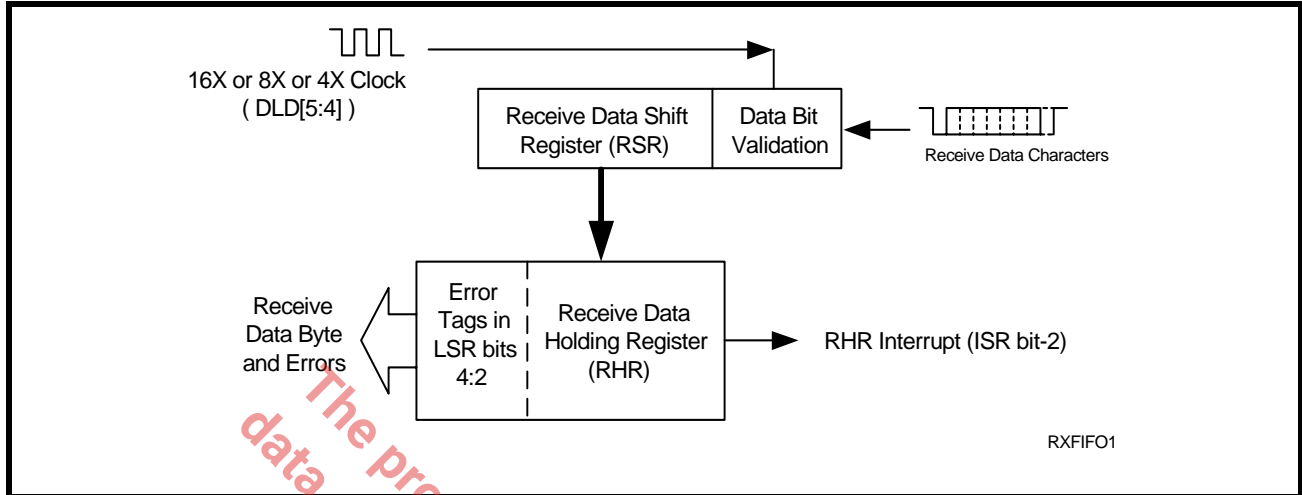 16X or 8X or 4X Clock
( DLD[5:4] )
Receive Data Shift
Register (RSR)
Data Bit
Validation
Receive Data Characters
Receive
Data Byte
and Errors
Error
Tags in
LSR bits
4:2
Receive Data
Holding Register
(RHR)
RHR Interrupt (ISR bit-2)
The pro
data
RXFIFO1